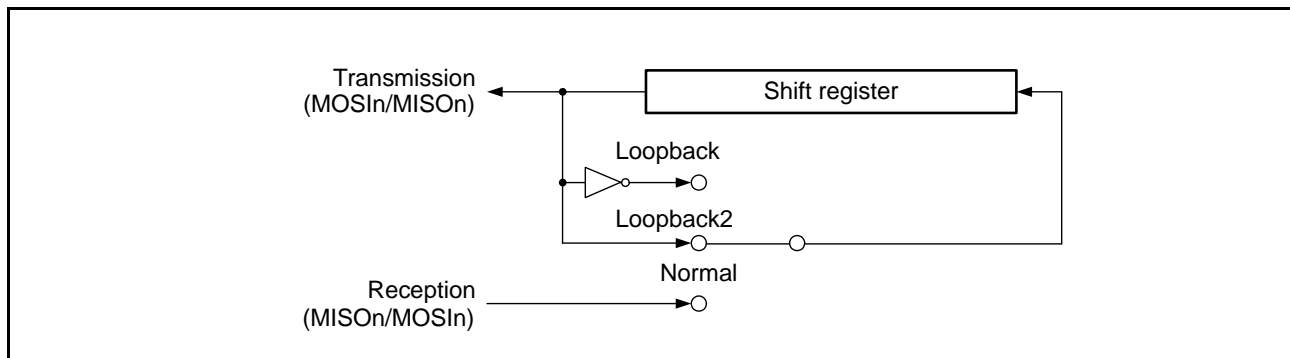 Transmission
(MOSIn/MISOn)
Shift register
Loopback
Loopback2
Normal
Reception
(MISOn/MOSIn)